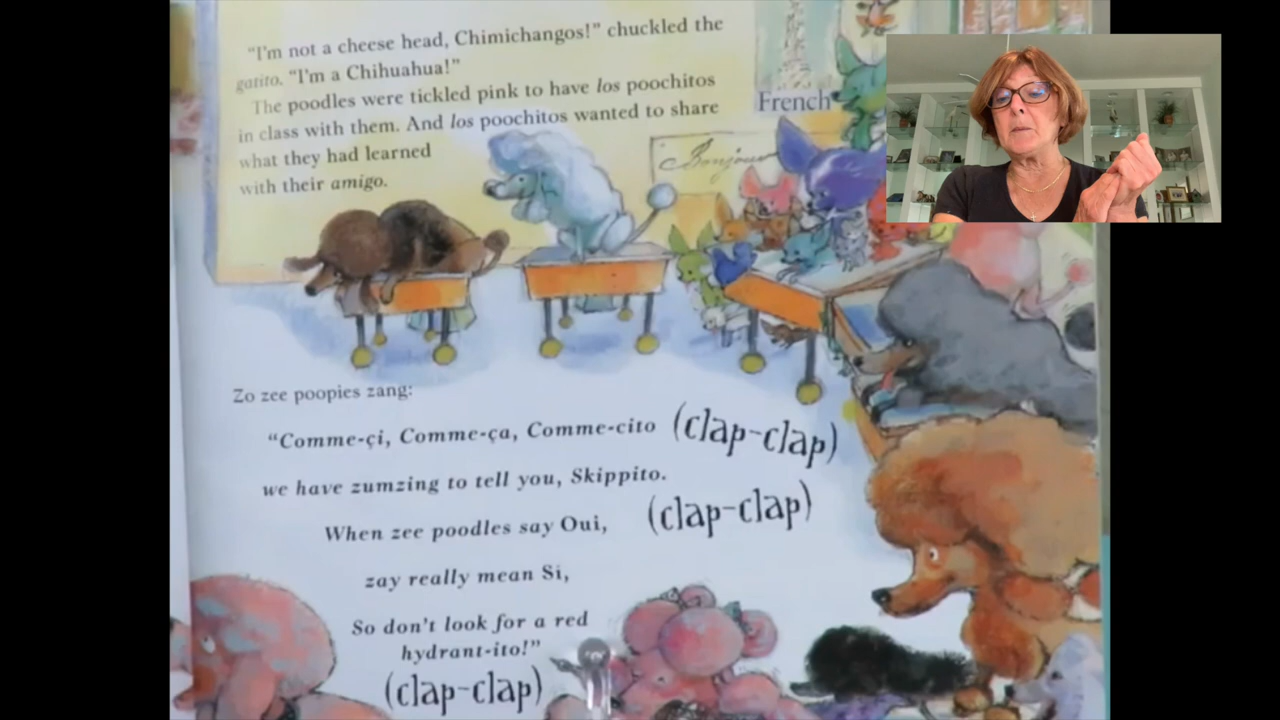 "I'm not a cheese head, Chimichangos!" chuckled the
gatito. "I'm a Chihuahua!"
The poodles were tickled pink to have los poochitos
in class with them. And los poochitos wanted to share
what they had learned
with their amigo.
French
Bonjour
Zo zee poopies zang:
"Comme-çi, Comme-ça, Comme-cito (clap-clap)
we have zumzing to tell you, Skippito.
When zee poodles say Oui, (clap-clap)
zay really mean Si,
So don't look for a red
hydrant-ito!"
(clap-clap)